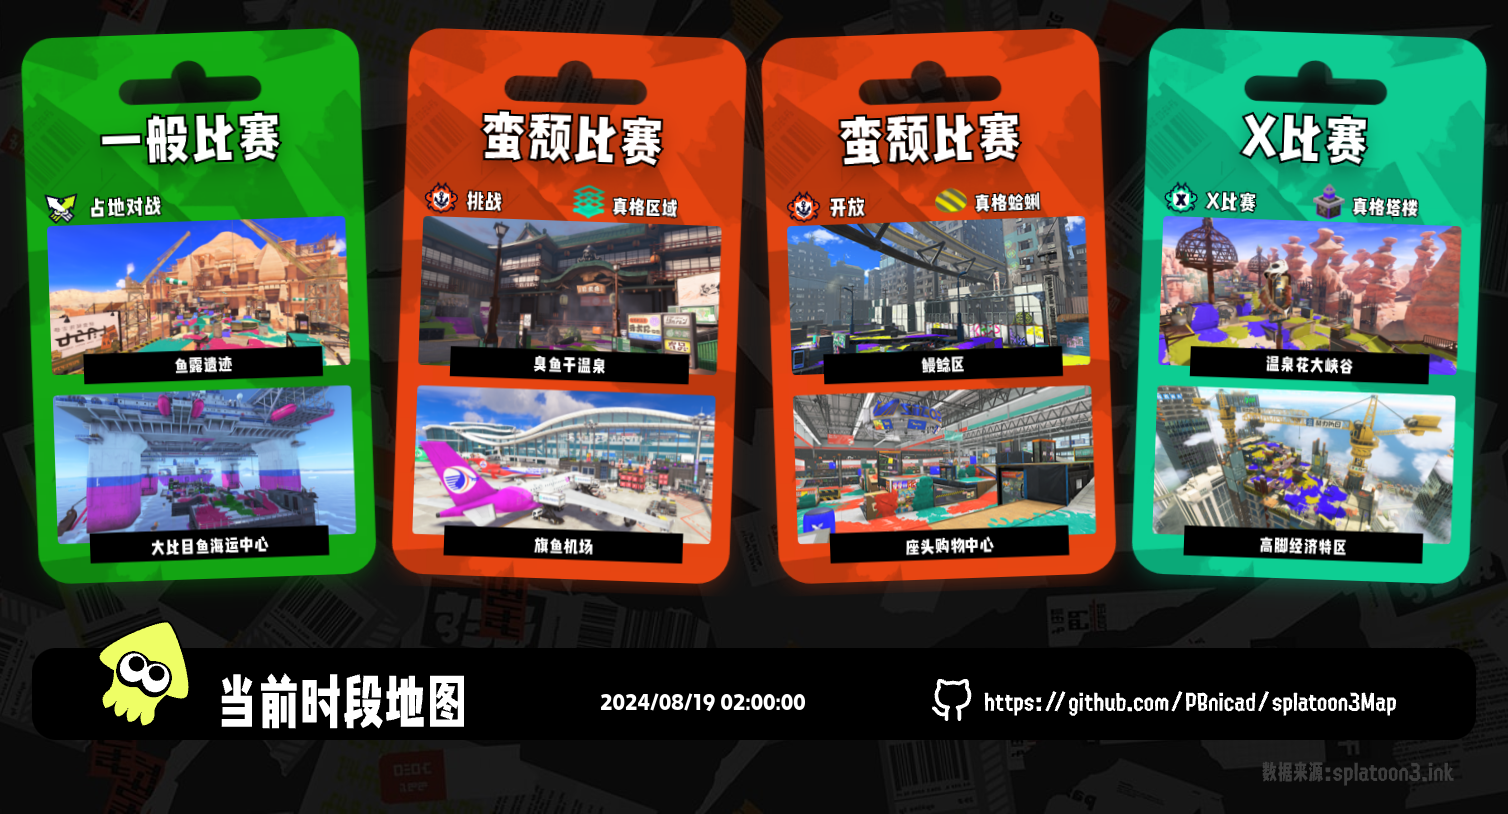 一般比赛
占地对战
鱼露遗迹
大比目鱼海运中心
蛮颓比赛
挑战
真格区域
臭鱼干温泉
旗鱼机场
蛮颓比赛
开放
真格蛤蜊
鳗鲶区
座头购物中心
X比赛
X比赛
真格塔楼
温泉花大峡谷
高脚经济特区
当前时段地图
2024/08/19 02:00:00
https://github.com/PBnicad/splatoon3Map
数据来源:splatoon3.ink